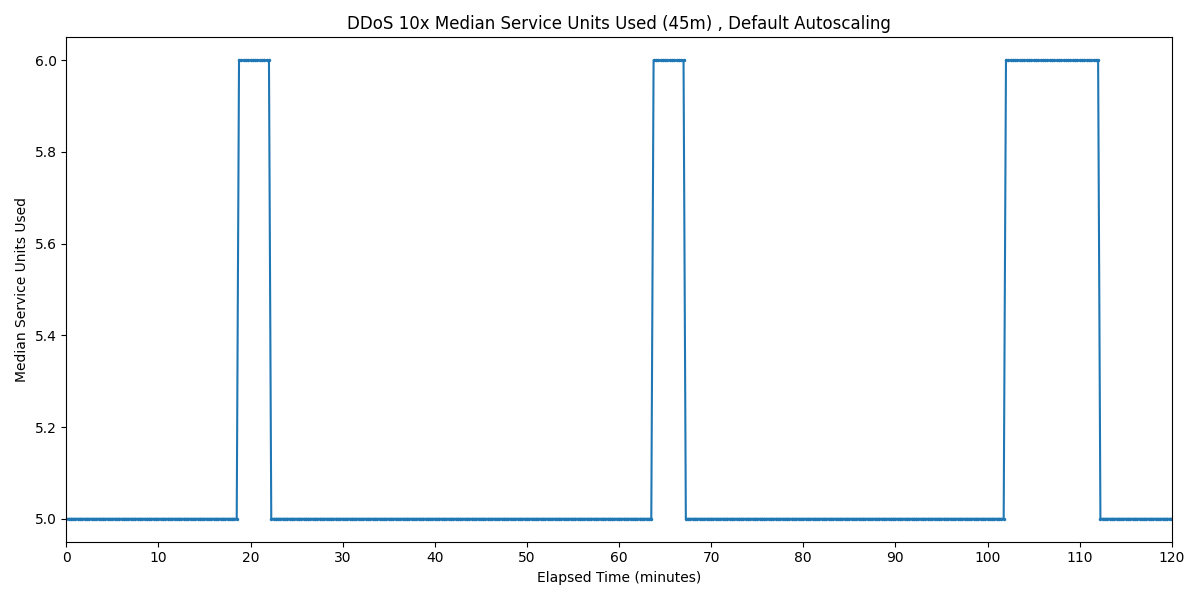 DDoS 10x Median Service Units Used (45m) , Default Autoscaling
Median Service Units Used
6.0
5.8
5.6
5.4
5.2
5.0
0 10 20 30 40 50 60 70 80 90 100 110 120
Elapsed Time (minutes)